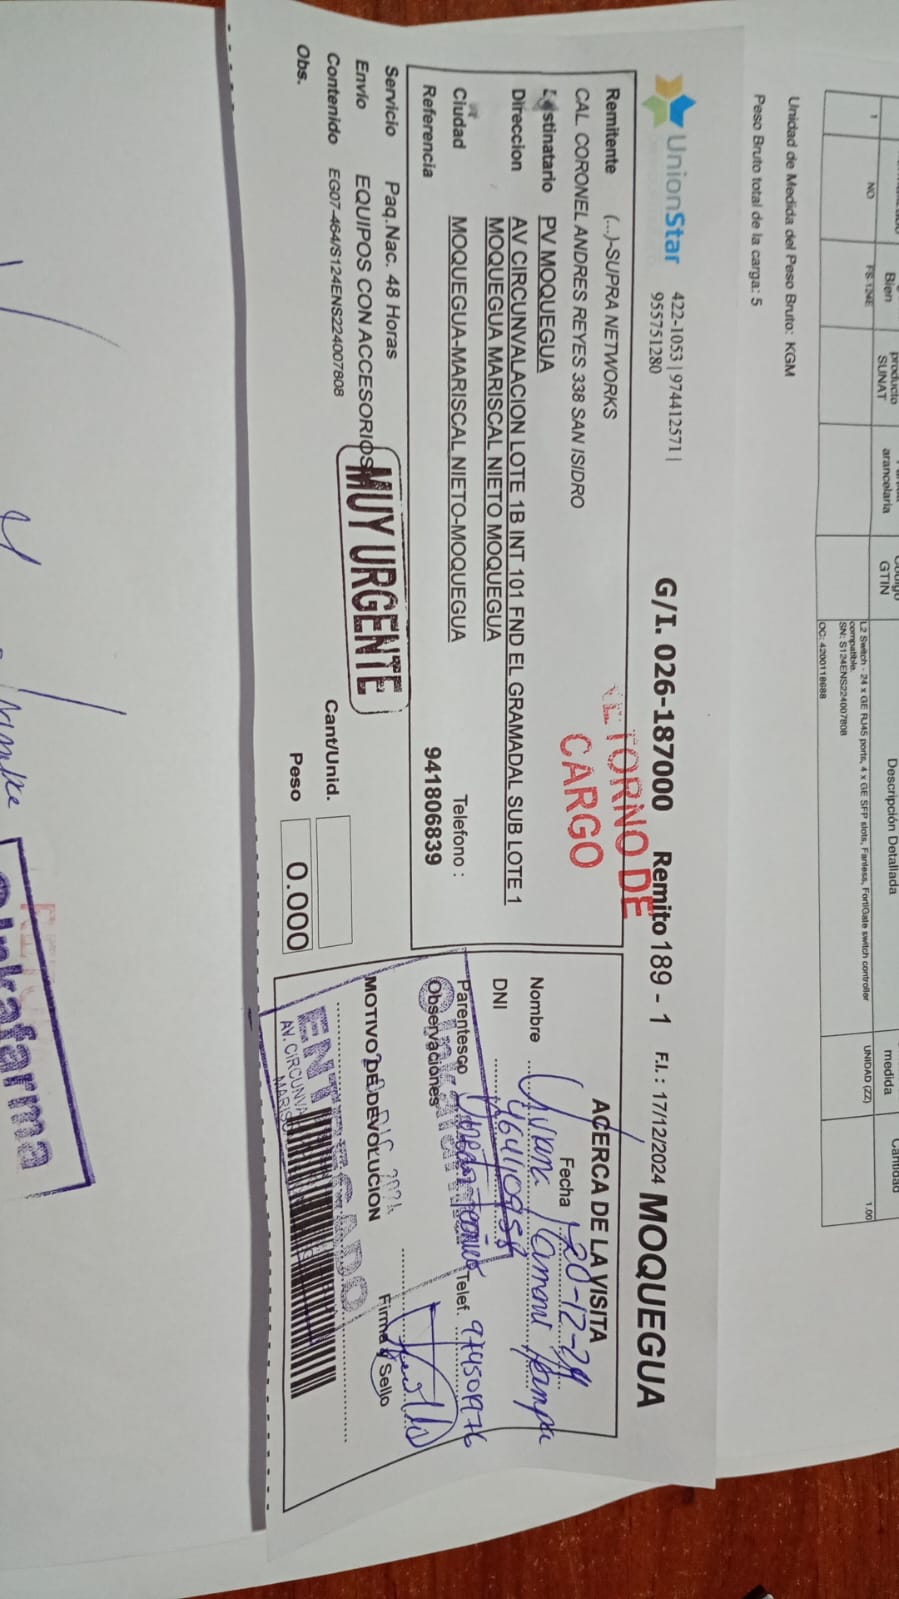 Bien
producto
SUNAT
arancelaria
GTIN
Descripción Detallada
medida
Cantidad
1
NO
FS-124E
L2 Switch - 24 x GE RJ45 ports, 4 x GE SFP slots, Fanless, FortiGate switch controller
compatible.
SN: S124ENS224007808
OC: 4200118688
UNIDAD (ZZ)
1.00
Unidad de Medida del Peso Bruto: KGM
Peso Bruto total de la carga: 5
UnionStar
422-1053 | 974412571 |
955751280
G/I. 026-187000 Remito 189 - 1 F.I.: 17/12/2024 MOQUEGUA
Remitente (...)-SUPRA NETWORKS
CAL. CORONEL ANDRES REYES 338 SAN ISIDRO
RETORNO DE
CARGO
Destinatario PV MOQUEGUA
Direccion AV CIRCUNVALACION LOTE 1B INT 101 FND EL GRAMADAL SUB LOTE 1
MOQUEGUA MARISCAL NIETO MOQUEGUA
Ciudad MOQUEGUA-MARISCAL NIETO-MOQUEGUA
Telefono :
Referencia
941806839
Servicio Paq.Nac. 48 Horas
Envío EQUIPOS CON ACCESORIOS
Contenido EG07-464/S124ENS224007808
Obs.
MUY URGENTE
Cant/Unid.
Peso 0.000
ACERCA DE LA VISITA
Fecha 20-12-24
Nombre
DNI
Parentesco Telef. 974501976
Observaciones
MOTIVO DE DEVOLUCION
DIC 2024
Firma y Sello
ENTREGADO
AV. CIRCUNVA
Inkafarma